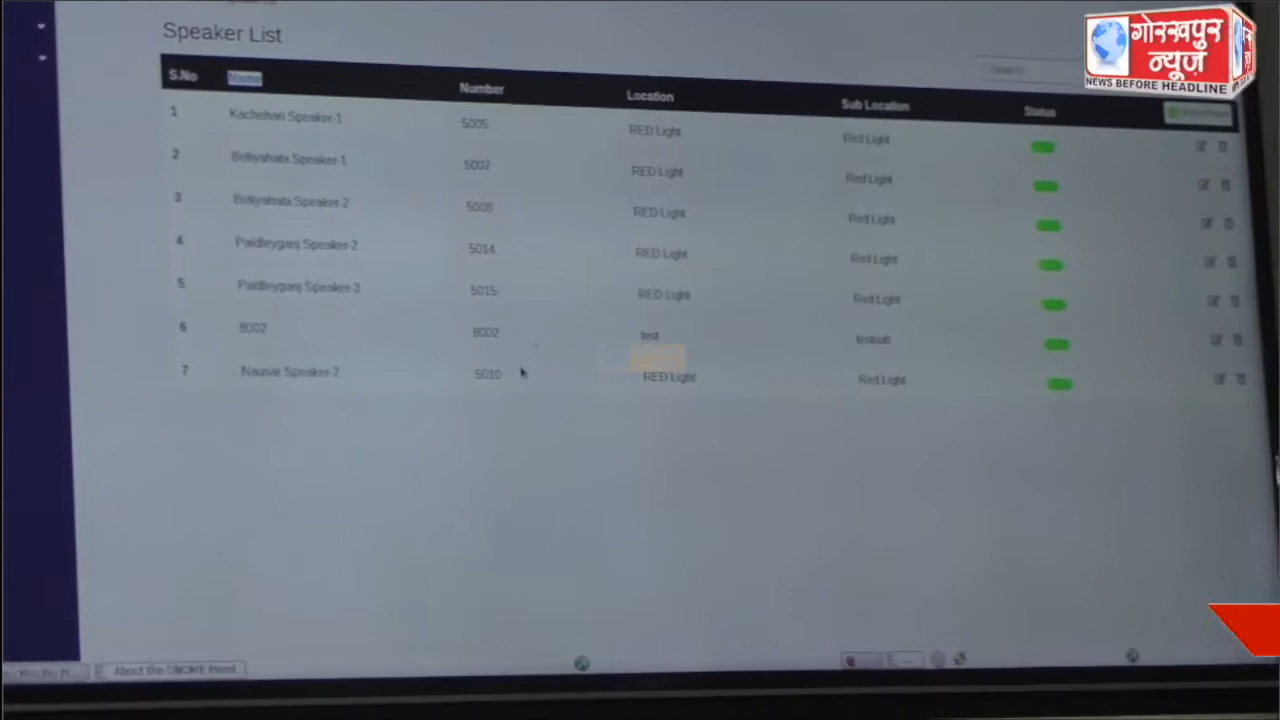 गोरखपुर
न्यूज़
NEWS BEFORE HEADLINE
Speaker List
S.No Name Number Location Sub Location Status
1 Kachehari Speaker-1 5005 RED Light Red Light
2 Betiyahata Speaker-1 5007 RED Light Red Light
3 Betiyahata Speaker-2 5008 RED Light Red Light
4 Paidleyganj Speaker-2 5014 RED Light Red Light
5 Paidleyganj Speaker-3 5015 RED Light Red Light
6 8002 8002 test testsub
7 Nausar Speaker-2 5010 RED Light Red Light
About the GNOME Panel